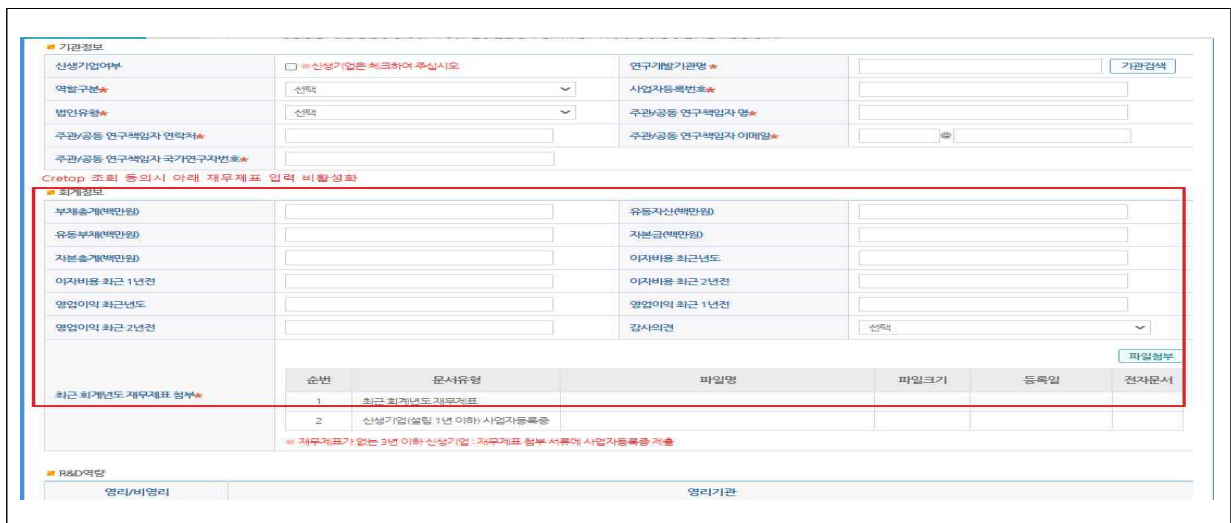 기관정보
신생기업여부 ※신생기업은 체크하여 주십시오 연구개발기관명★ 기관검색
역할구분★ 선택 사업자등록번호★
법인유형★ 선택 주관/공동 연구책임자 명★
주관/공동 연구책임자 연락처★ 주관/공동 연구책임자 이메일★ @
주관/공동 연구책임자 국가연구자번호★
Cretop 조회 동의시 아래 재무제표 입력 비활성화
회계정보
부채총계(백만원) 유동자산(백만원)
유동부채(백만원) 자본금(백만원)
자본총계(백만원) 이자비용 최근년도
이자비용 최근 1년전 이자비용 최근 2년전
영업이익 최근년도 영업이익 최근 1년전
영업이익 최근 2년전 감사의견 선택
파일첨부
순번 문서유형 파일명 파일크기 등록일 전자문서
최근 회계년도 재무제표 첨부★
1 최근 회계년도 재무제표
2 신생기업(설립 1년 이하) 사업자등록증
※ 재무제표가 없는 3년 이하 신생기업 : 재무제표 첨부 서류에 사업자등록증 제출
R&D역량
영리/비영리 영리기관